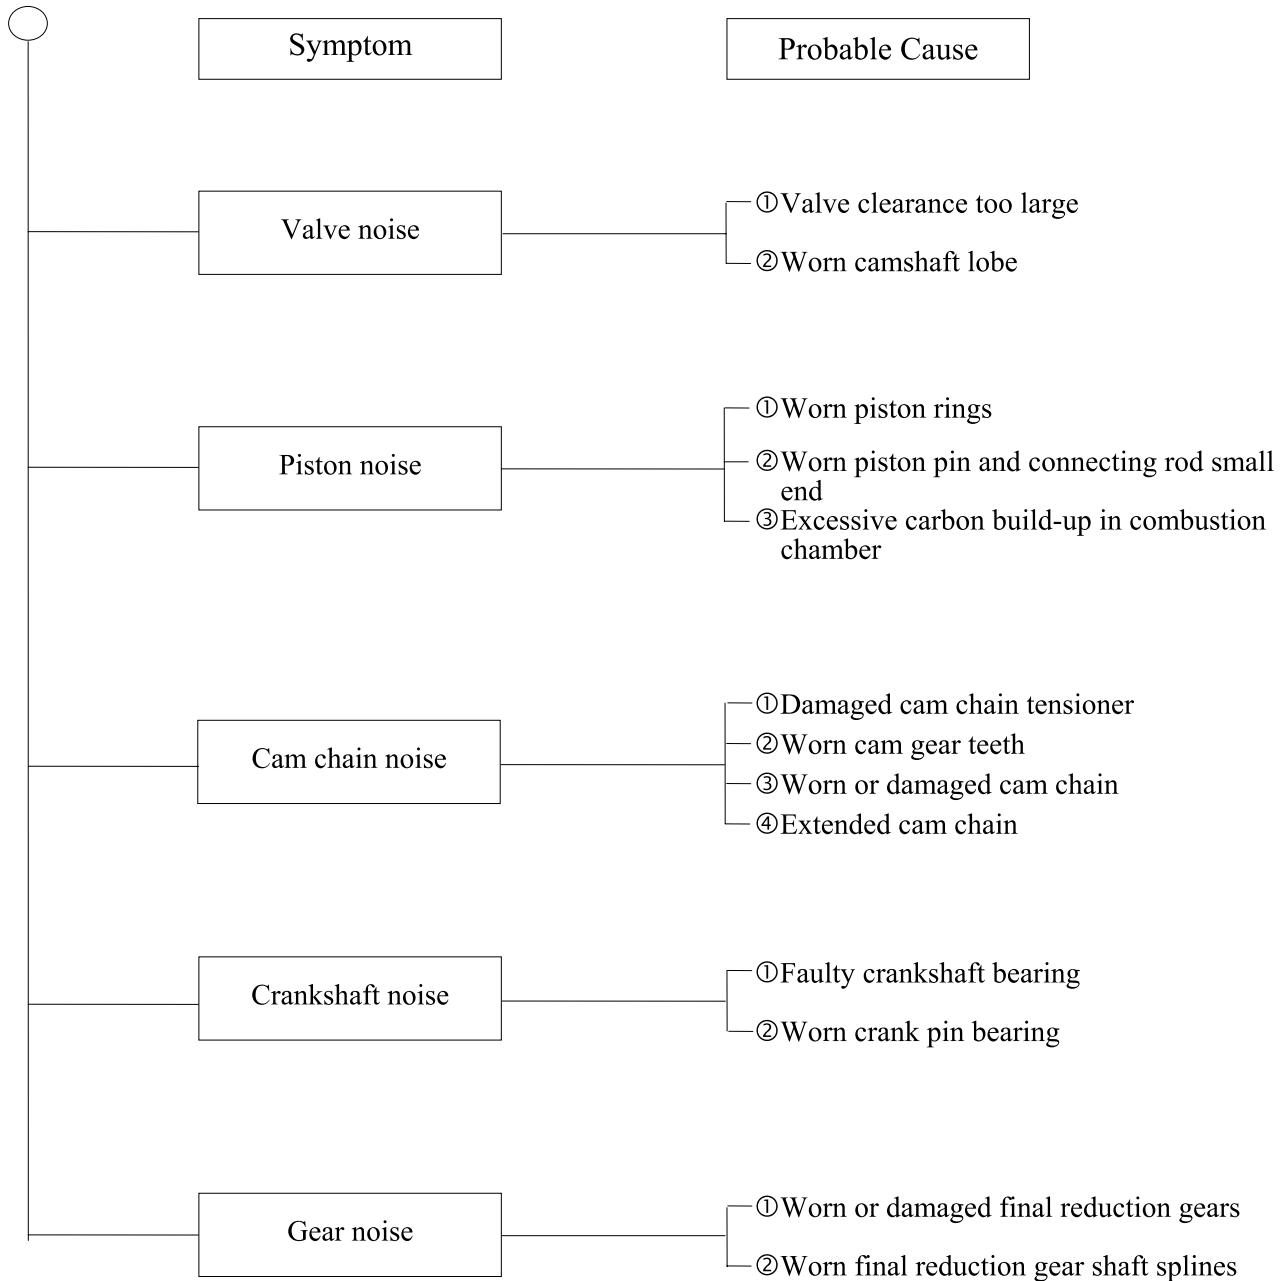 Symptom
Probable Cause
Valve noise
①Valve clearance too large
②Worn camshaft lobe
Piston noise
①Worn piston rings
②Worn piston pin and connecting rod small
end
③Excessive carbon build-up in combustion
chamber
Cam chain noise
①Damaged cam chain tensioner
②Worn cam gear teeth
③Worn or damaged cam chain
④Extended cam chain
Crankshaft noise
①Faulty crankshaft bearing
②Worn crank pin bearing
Gear noise
①Worn or damaged final reduction gears
②Worn final reduction gear shaft splines